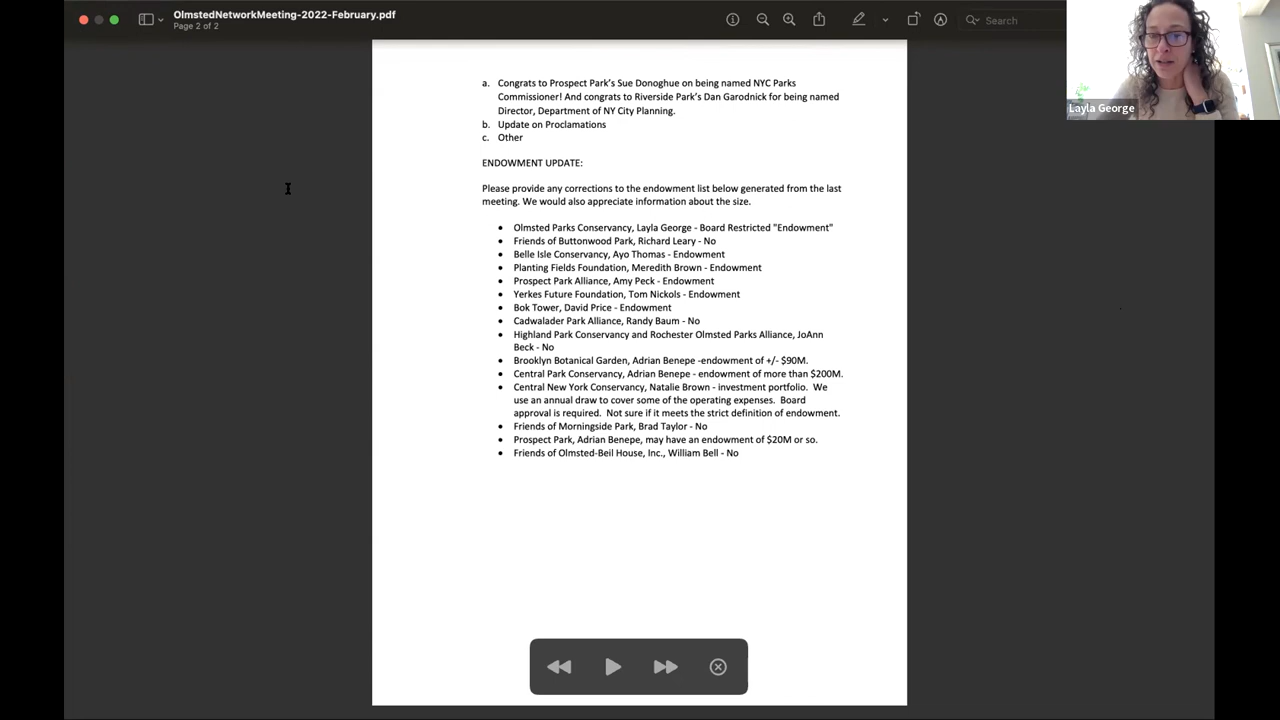 OlmstedNetworkMeeting-2022-February.pdf
Page 2 of 2
Search
Layla George
a. Congrats to Prospect Park's Sue Donoghue on being named NYC Parks
Commissioner! And congrats to Riverside Park's Dan Garodnick for being named
Director, Department of NY City Planning.
b. Update on Proclamations
c. Other
ENDOWMENT UPDATE:
Please provide any corrections to the endowment list below generated from the last
meeting. We would also appreciate information about the size.
• Olmsted Parks Conservancy, Layla George - Board Restricted "Endowment"
• Friends of Buttonwood Park, Richard Leary - No
• Belle Isle Conservancy, Ayo Thomas - Endowment
• Planting Fields Foundation, Meredith Brown - Endowment
• Prospect Park Alliance, Amy Peck - Endowment
• Yerkes Future Foundation, Tom Nickols - Endowment
• Bok Tower, David Price - Endowment
• Cadwalader Park Alliance, Randy Baum - No
• Highland Park Conservancy and Rochester Olmsted Parks Alliance, JoAnn
Beck - No
• Brooklyn Botanical Garden, Adrian Benepe -endowment of +/- $90M.
• Central Park Conservancy, Adrian Benepe - endowment of more than $200M.
• Central New York Conservancy, Natalie Brown - investment portfolio. We
use an annual draw to cover some of the operating expenses. Board
approval is required. Not sure if it meets the strict definition of endowment.
• Friends of Morningside Park, Brad Taylor - No
• Prospect Park, Adrian Benepe, may have an endowment of $20M or so.
• Friends of Olmsted-Beil House, Inc., William Bell - No